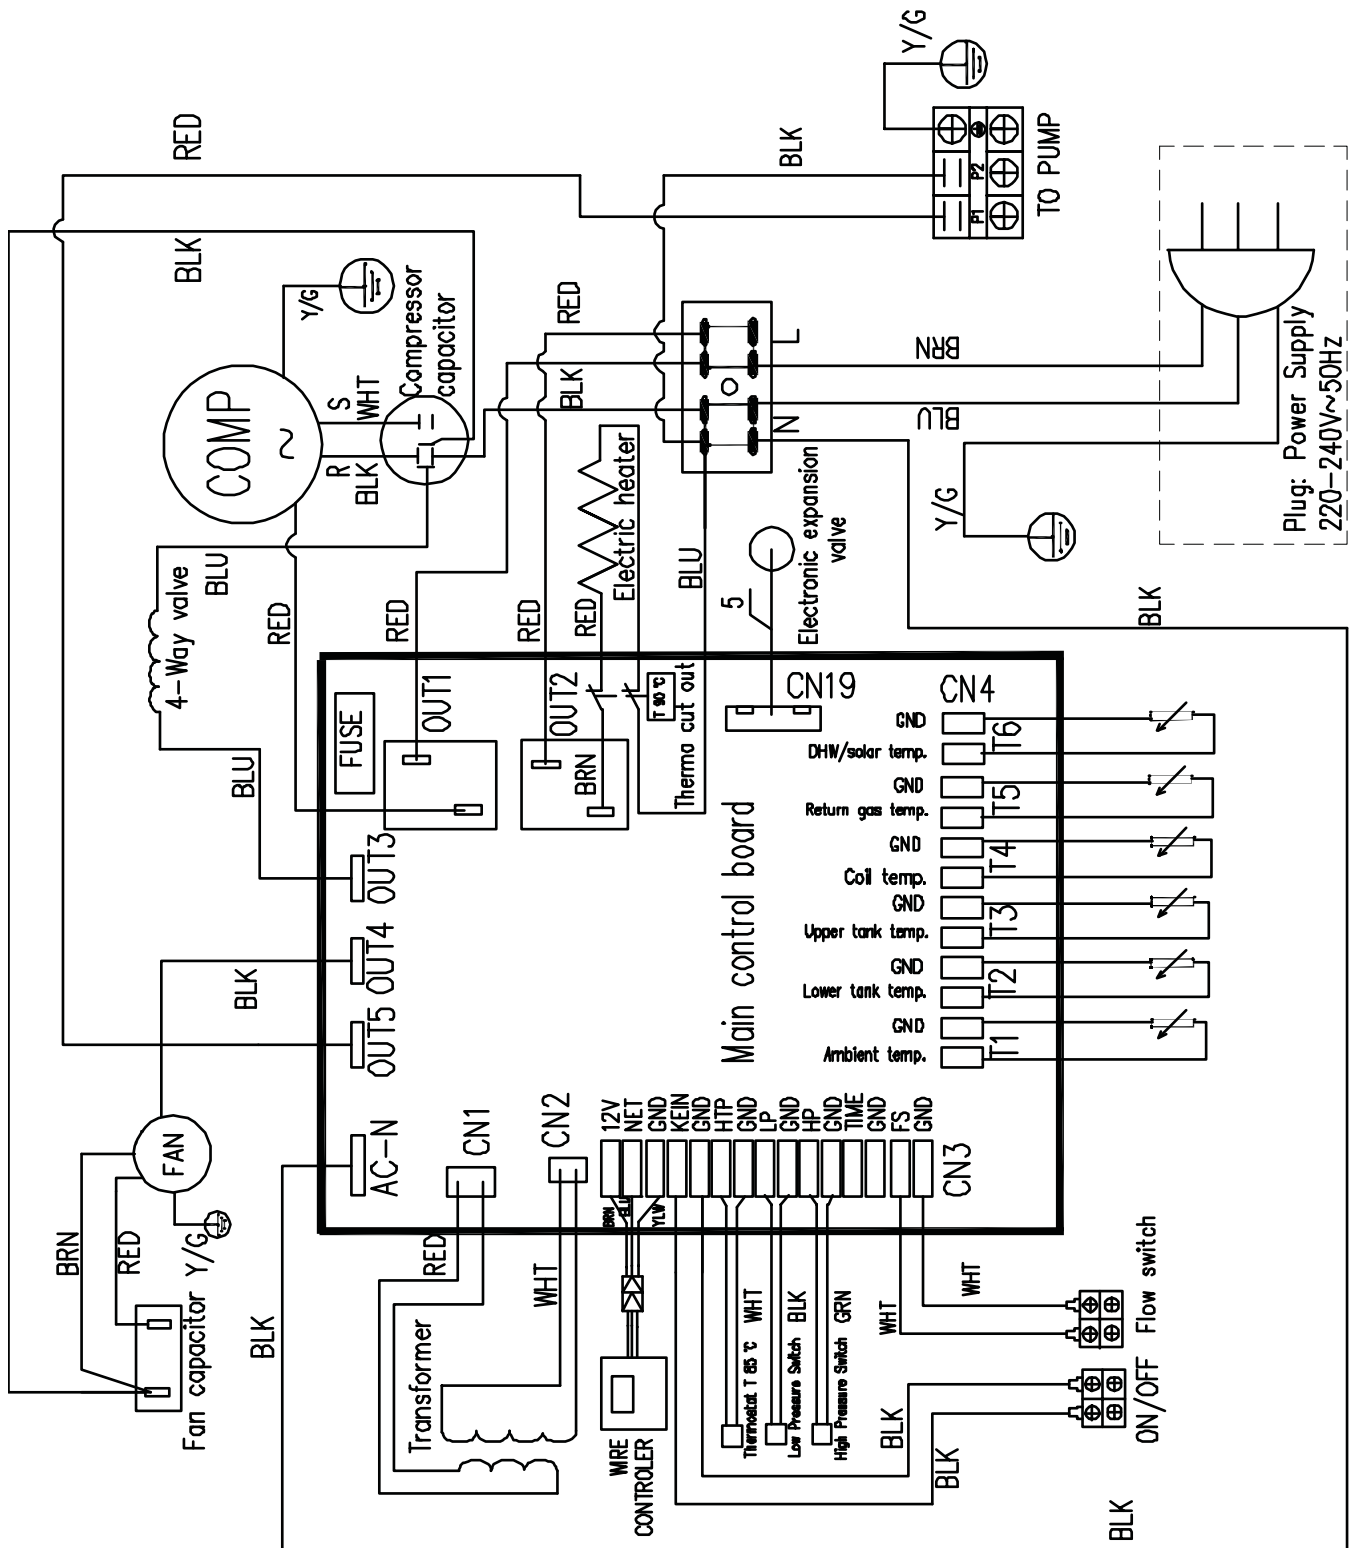 Y/G
RED
BLK
TO PUMP
P2
P1
BLK
Y/G
COMP
~
S
WHT
R
BLK
Compressor
capacitor
RED
BLK
L
N
BRN
BLU
Plug: Power Supply
220-240V~50Hz
Y/G
Electric heater
Electronic expansion
valve
5
BLU
4-Way valve
BLU
RED
RED
RED
RED
BLK
BLU
FUSE
OUT1
OUT2
BRN
T 90 ℃
Thermo cut out
CN19
CN4
OUT3
OUT4
OUT5
AC-N
BLK
Main control board
GND
DHW/solar temp.
T6
GND
Return gas temp.
T5
GND
Coil temp.
T4
GND
Upper tank temp.
T3
GND
Lower tank temp.
T2
GND
Ambient temp.
T1
FAN
BRN
RED
Y/G
Fan capacitor
BLK
CN1
CN2
12V
NET
GND
KEIN
GND
HTP
GND
LP
GND
HP
GND
TIME
GND
FS
GND
CN3
BRN
BLU
YLW
RED
WHT
Transformer
WIRE
CONTROLER
Thermostat T 85 ℃ WHT
Low Pressure Switch BLK
High Pressure Switch GRN
WHT
WHT
BLK
BLK
Flow switch
ON/OFF
BLK